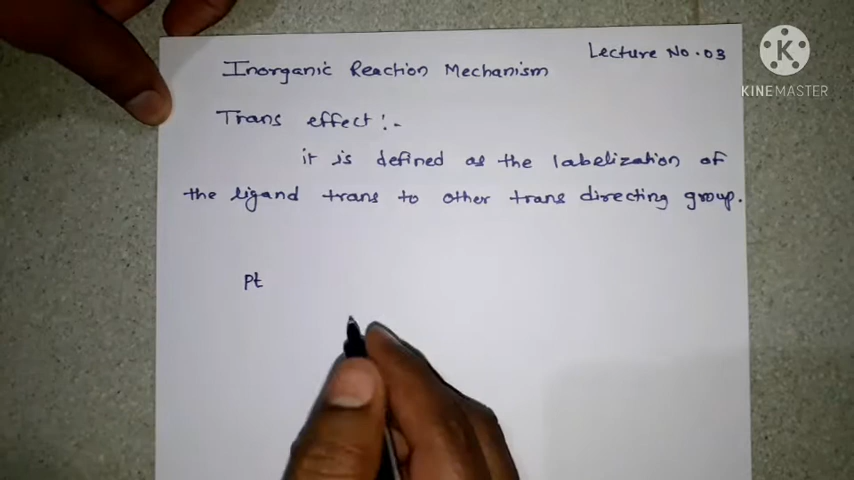 Lecture No. 03
Inorganic Reaction Mechanism
Trans effect:-
it is defined as the labelization of
the ligand trans to other trans directing group.
Pt
K
KINEMASTER